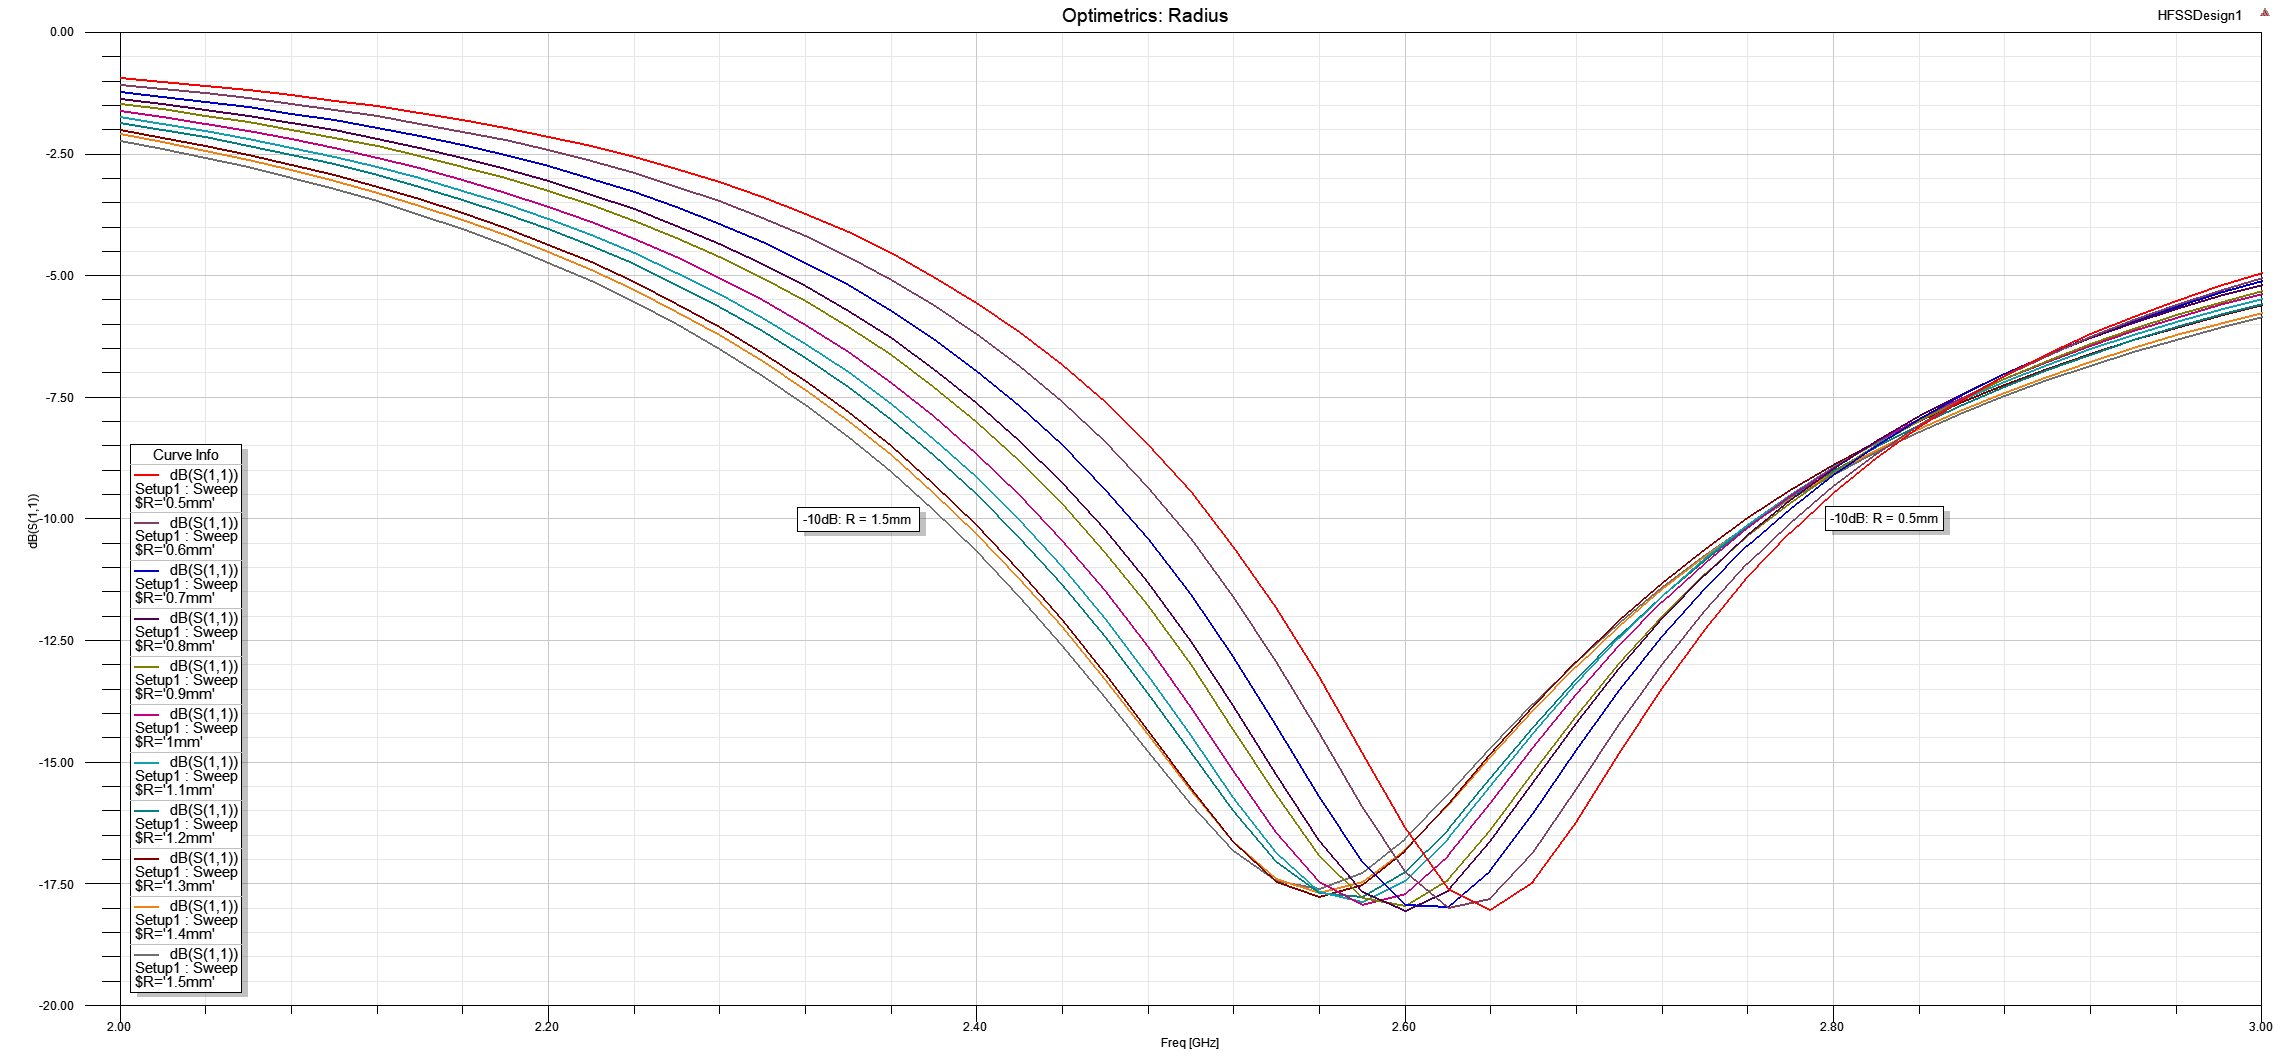 Optimetrics: Radius
HFSSDesign1
0.00
-2.50
-5.00
-7.50
-10.00
-12.50
-15.00
-17.50
-20.00
dB(S(1,1))
Curve Info
dB(S(1,1))
Setup1 : Sweep
$R='0.5mm'
dB(S(1,1))
Setup1 : Sweep
$R='0.6mm'
dB(S(1,1))
Setup1 : Sweep
$R='0.7mm'
dB(S(1,1))
Setup1 : Sweep
$R='0.8mm'
dB(S(1,1))
Setup1 : Sweep
$R='0.9mm'
dB(S(1,1))
Setup1 : Sweep
$R='1mm'
dB(S(1,1))
Setup1 : Sweep
$R='1.1mm'
dB(S(1,1))
Setup1 : Sweep
$R='1.2mm'
dB(S(1,1))
Setup1 : Sweep
$R='1.3mm'
dB(S(1,1))
Setup1 : Sweep
$R='1.4mm'
dB(S(1,1))
Setup1 : Sweep
$R='1.5mm'
-10dB: R = 1.5mm
-10dB: R = 0.5mm
2.00
2.20
2.40
2.60
2.80
3.00
Freq [GHz]